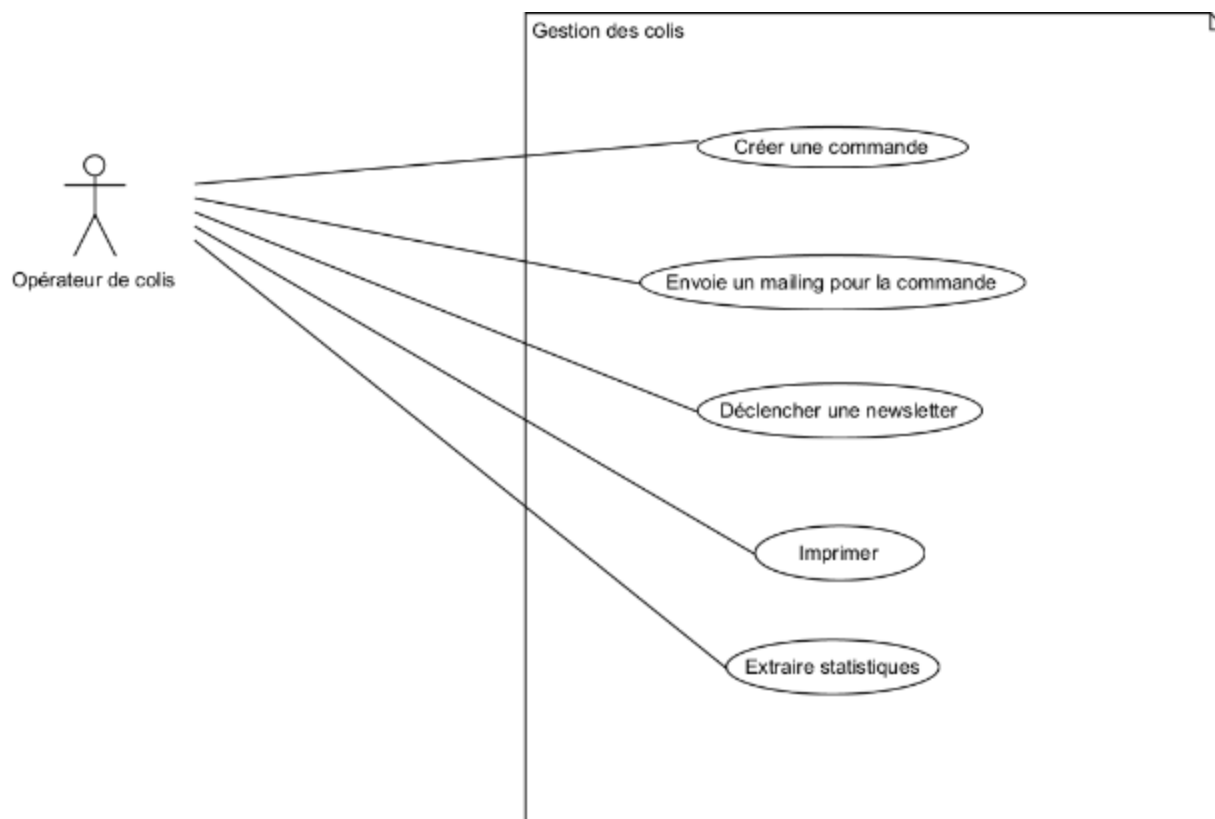 Gestion des colis
Créer une commande
Opérateur de colis
Envoie un mailing pour la commande
Déclencher une newsletter
Imprimer
Extraire statistiques